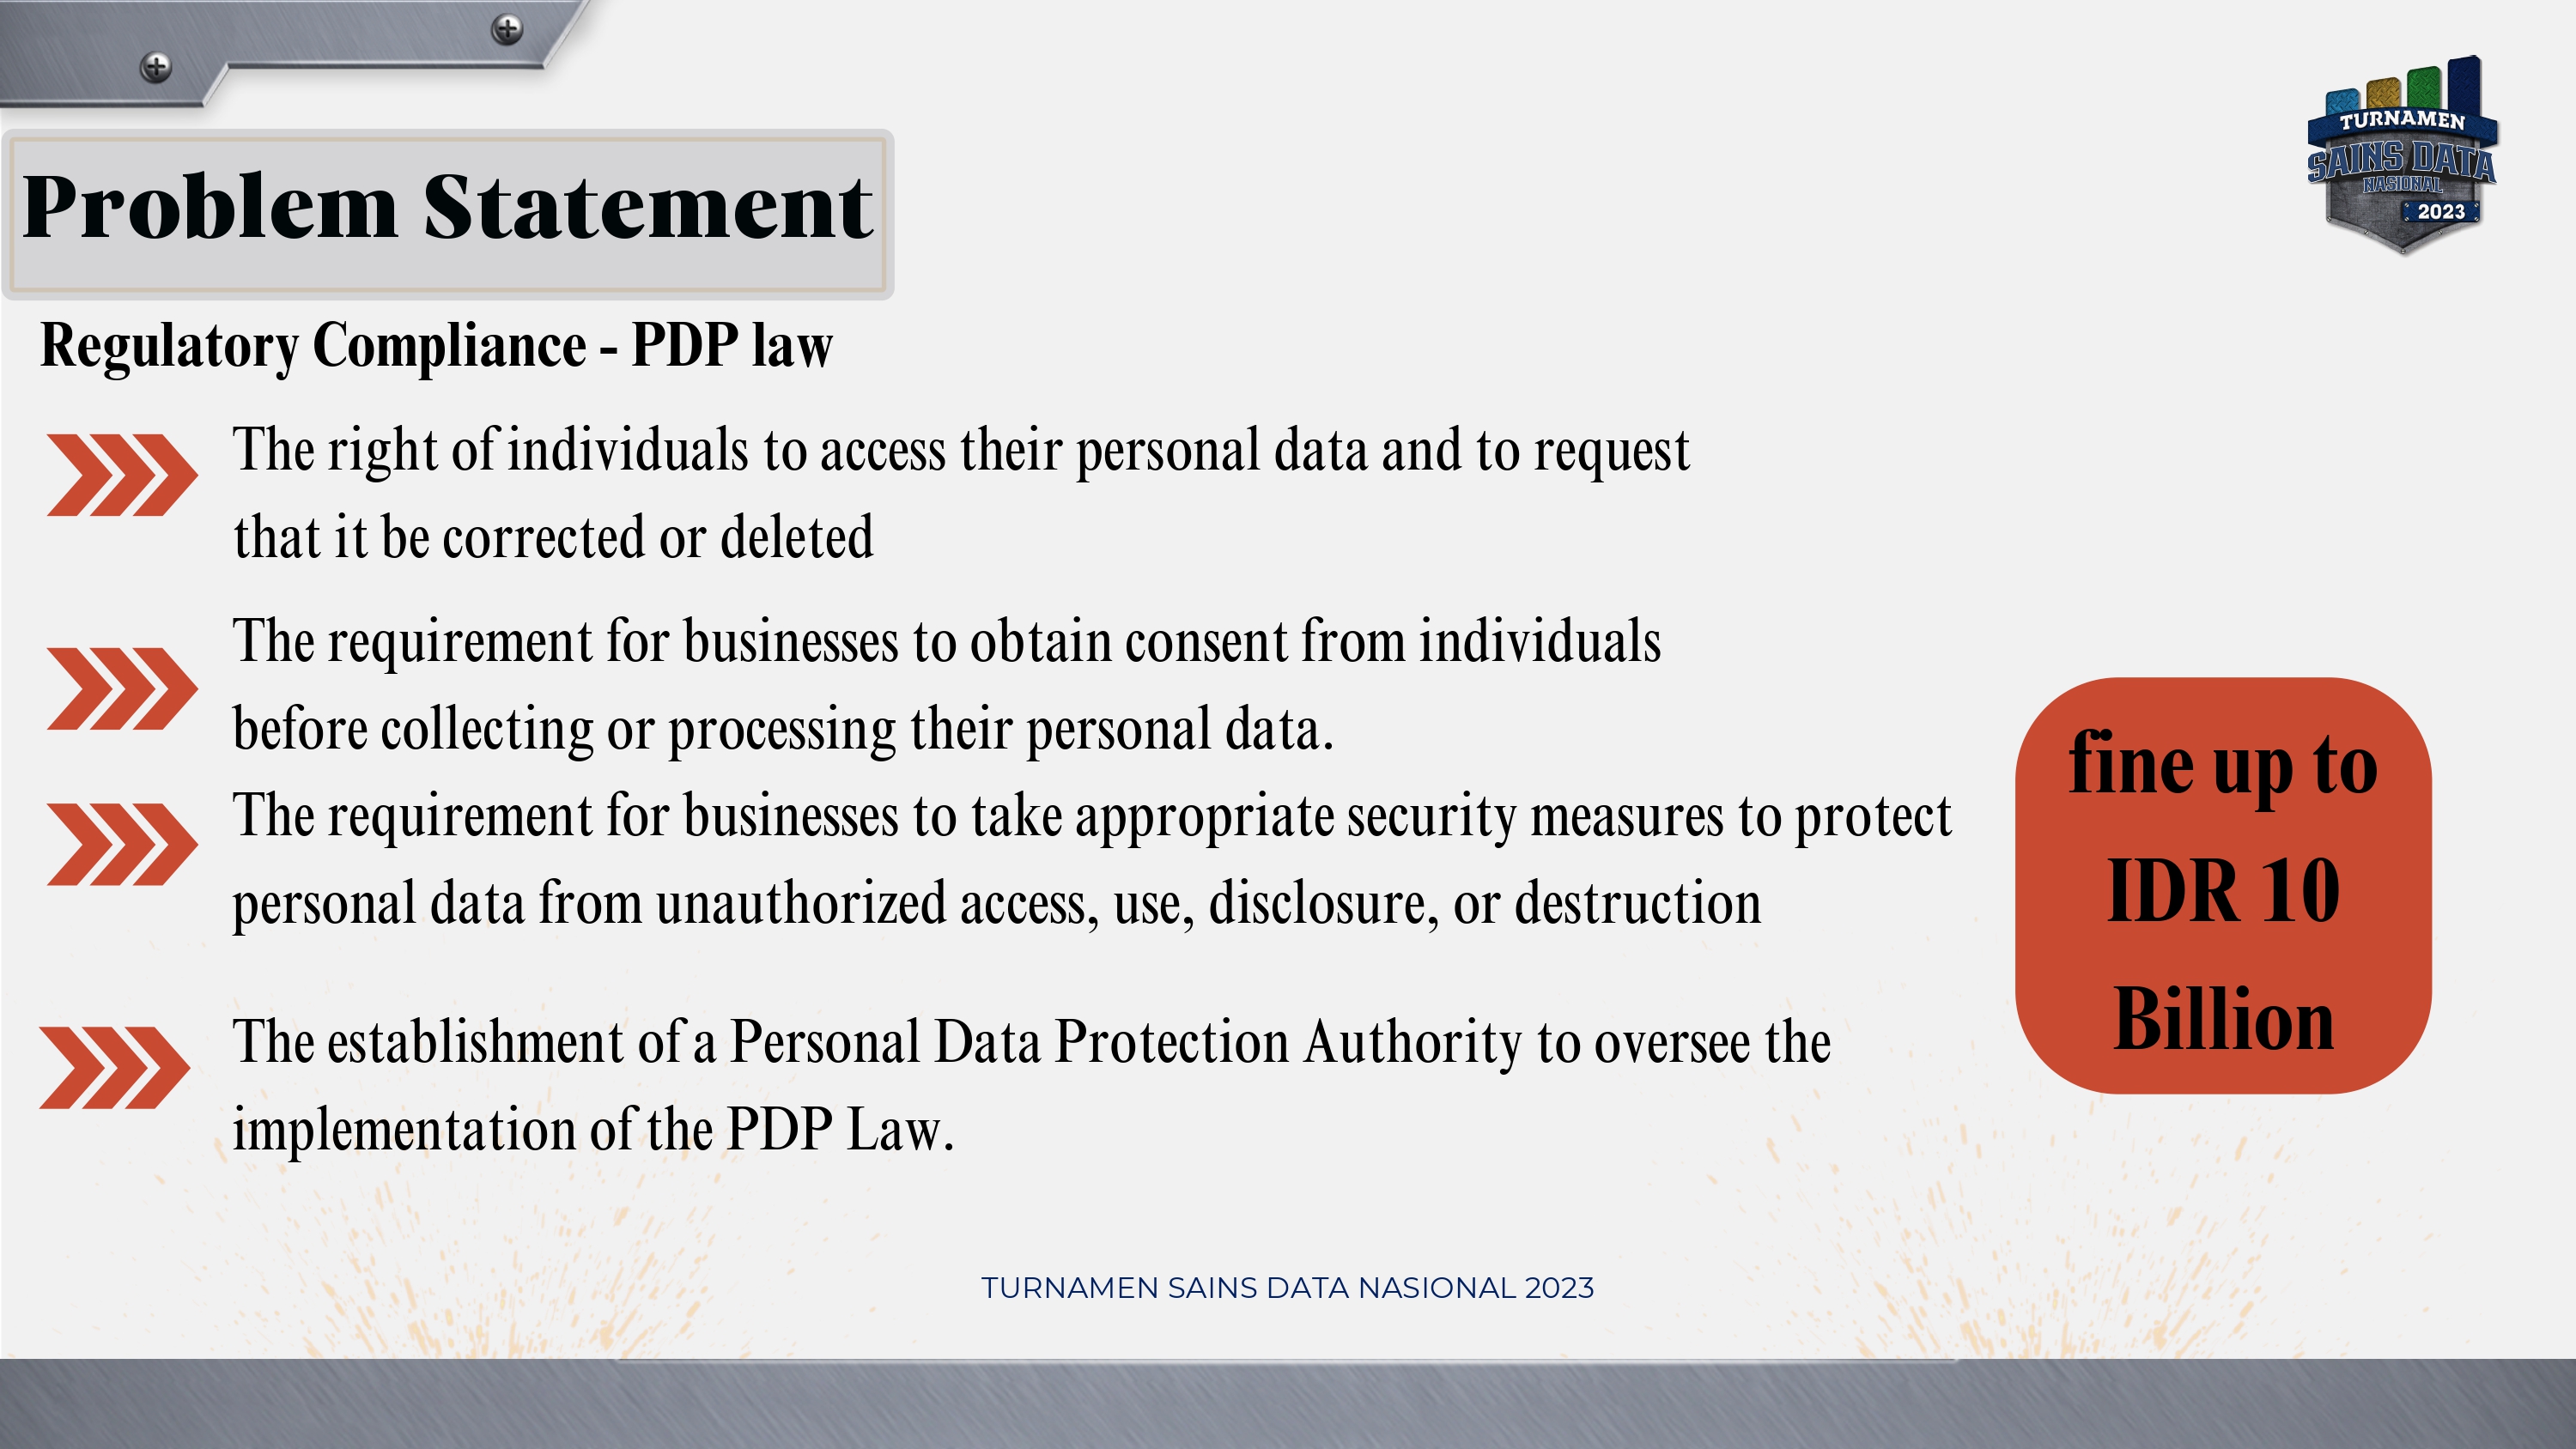 TURNAMEN
SAINS DATA
NASIONAL
2023
Problem Statement
Regulatory Compliance - PDP law
The right of individuals to access their personal data and to request
that it be corrected or deleted
The requirement for businesses to obtain consent from individuals
before collecting or processing their personal data.
The requirement for businesses to take appropriate security measures to protect
personal data from unauthorized access, use, disclosure, or destruction
The establishment of a Personal Data Protection Authority to oversee the
implementation of the PDP Law.
fine up to
IDR 10
Billion
TURNAMEN SAINS DATA NASIONAL 2023